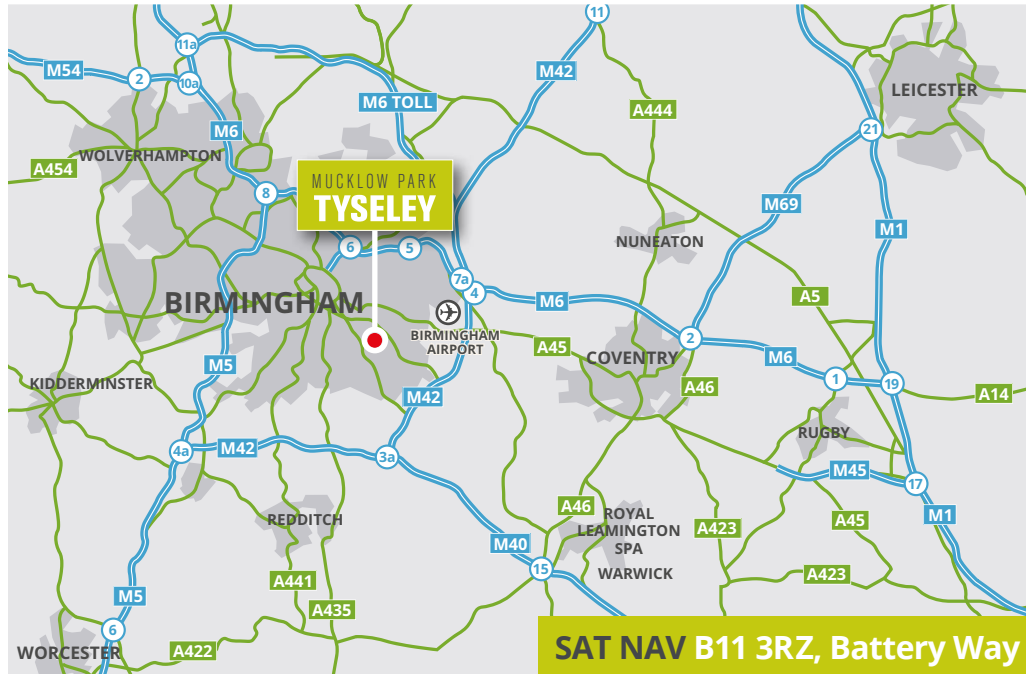 11
11a
M54
2
10a
M42
LEICESTER
M6 TOLL
A444
M6
21
WOLVERHAMPTON
A454
MUCKLOW PARK
TYSELEY
8
M69
M1
NUNEATON
6
5
7a
4
A5
M6
BIRMINGHAM
BIRMINGHAM
AIRPORT
A45
2
COVENTRY
M6
M5
A46
1
19
A14
KIDDERMINSTER
M42
RUGBY
4a
M42
3a
M45
17
A46
ROYAL
LEAMINGTON
SPA
REDDITCH
A423
A45
M1
M40
15
WARWICK
A423
A441
A435
M5
6
WORCESTER
A422
SAT NAV B11 3RZ, Battery Way